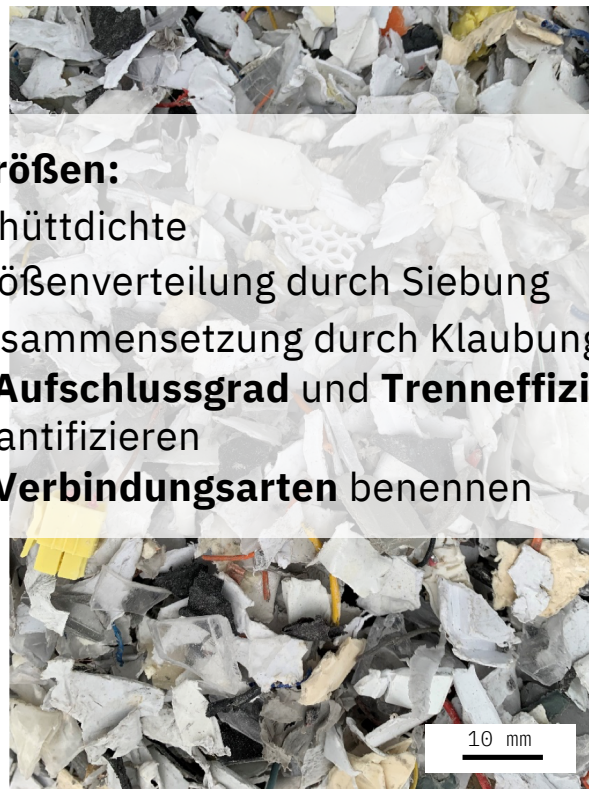 rößen:
hüttdichte
ößenverteilung durch Siebung
sammensetzung durch Klaubung
Aufschlussgrad und Trenneffizi
antifizieren
Verbindungsarten benennen
10 mm